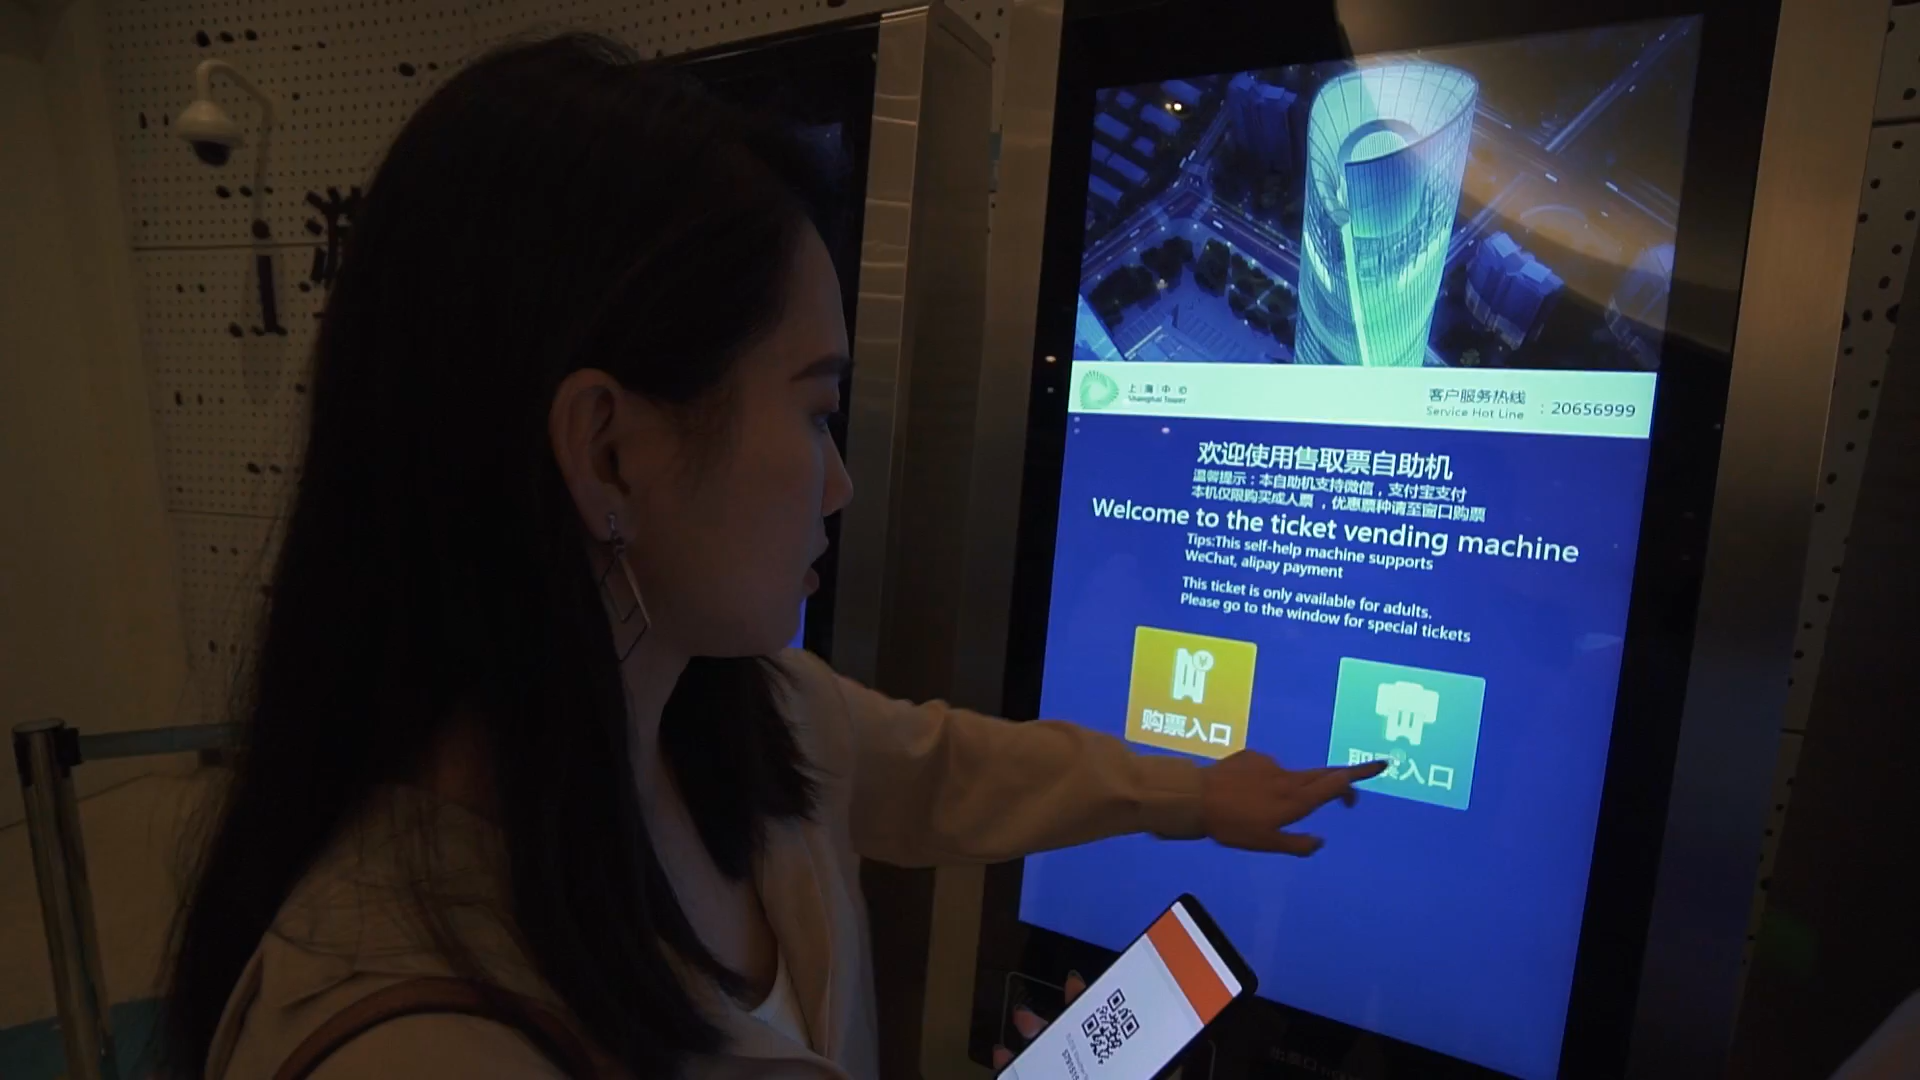 上海中心
Shanghai Tower
客户服务热线
Service Hot Line
: 20656999
欢迎使用售取票自助机
温馨提示：本自助机支持微信，支付宝支付
本机仅限购买成人票，优惠票种请至窗口购票
Welcome to the ticket vending machine
Tips:This self-help machine supports
WeChat, alipay payment
This ticket is only available for adults.
Please go to the window for special tickets
购票入口
取票入口